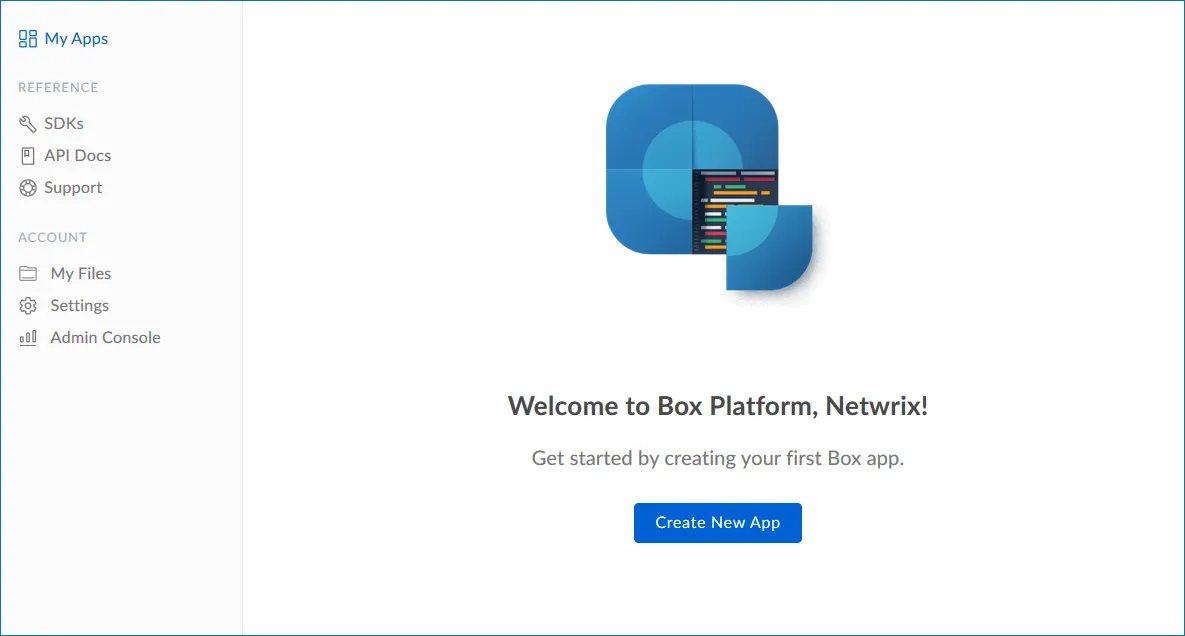 My Apps
REFERENCE
SDKs
API Docs
Support
ACCOUNT
My Files
Settings
Admin Console
Welcome to Box Platform, Netwrix!
Get started by creating your first Box app.
Create New App